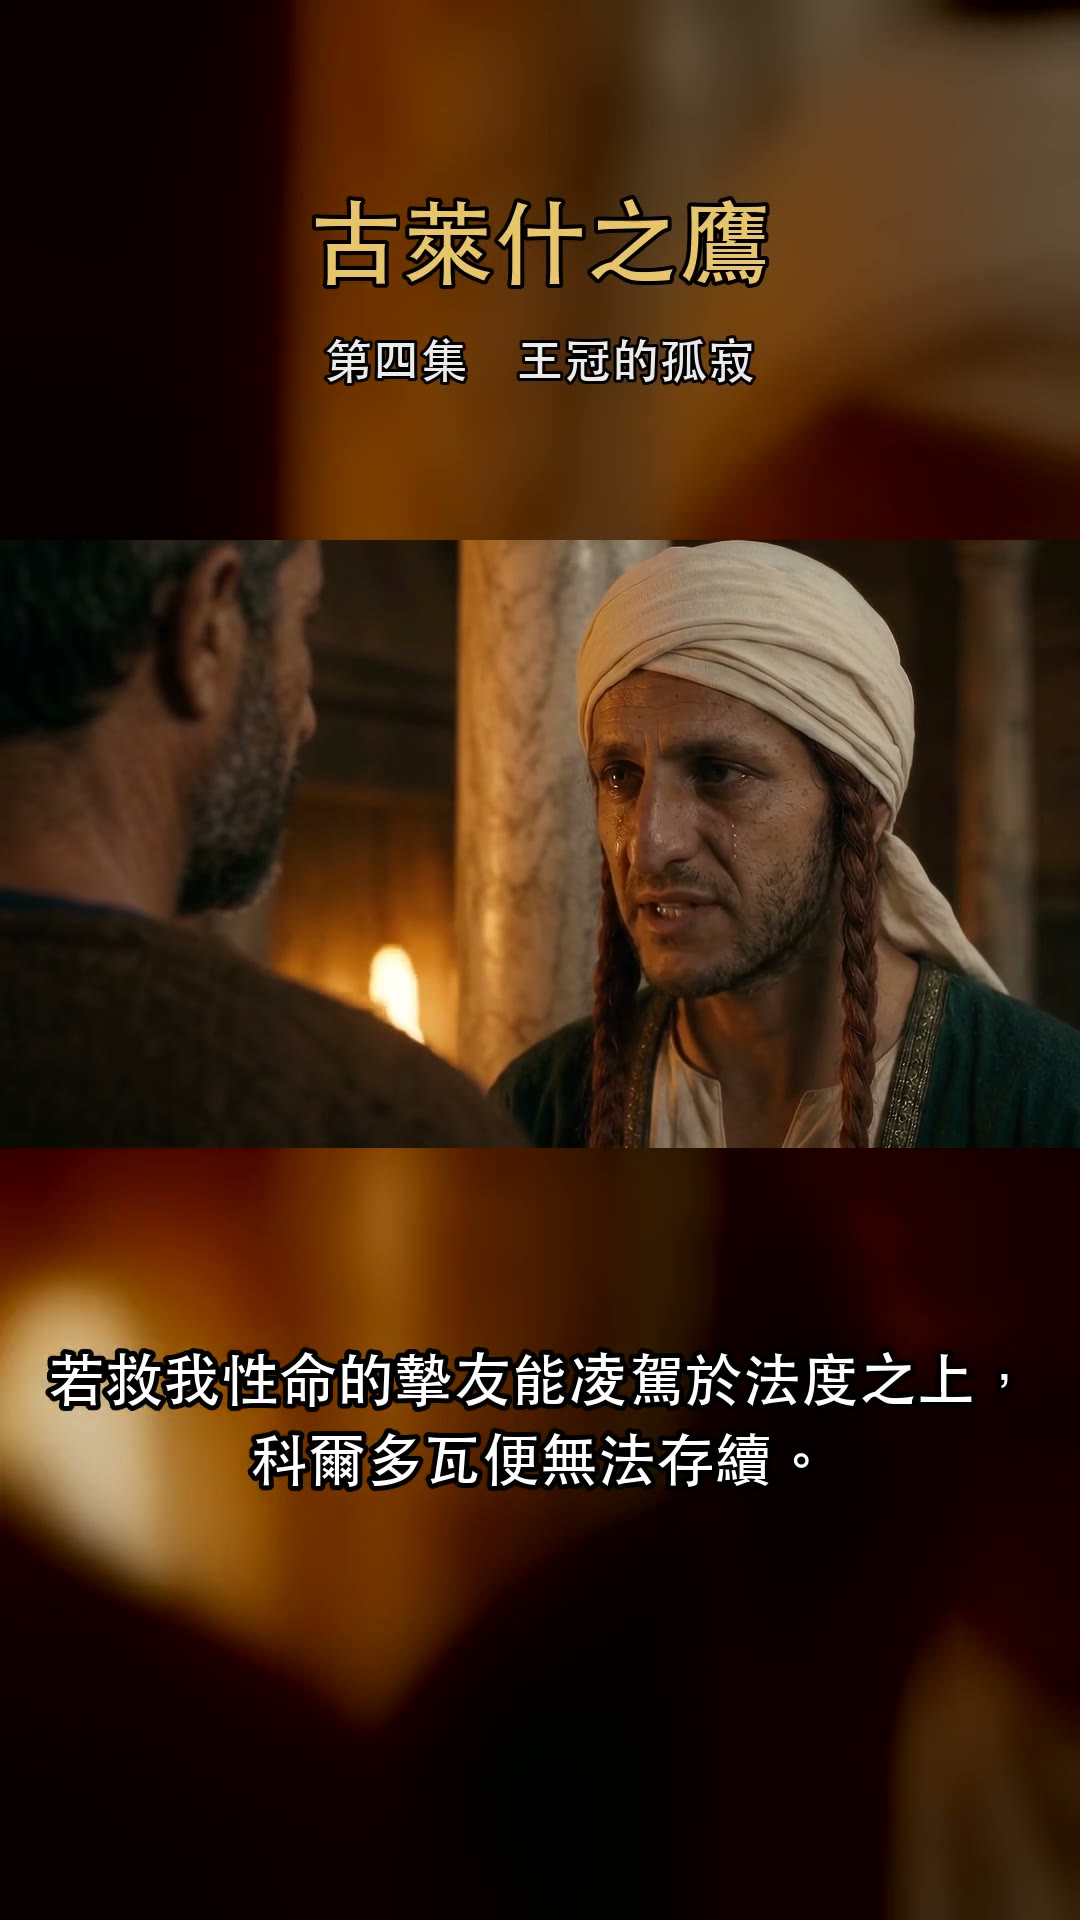 古萊什之鷹
第四集　王冠的孤寂
若救我性命的摯友能凌駕於法度之上，
科爾多瓦便無法存續。